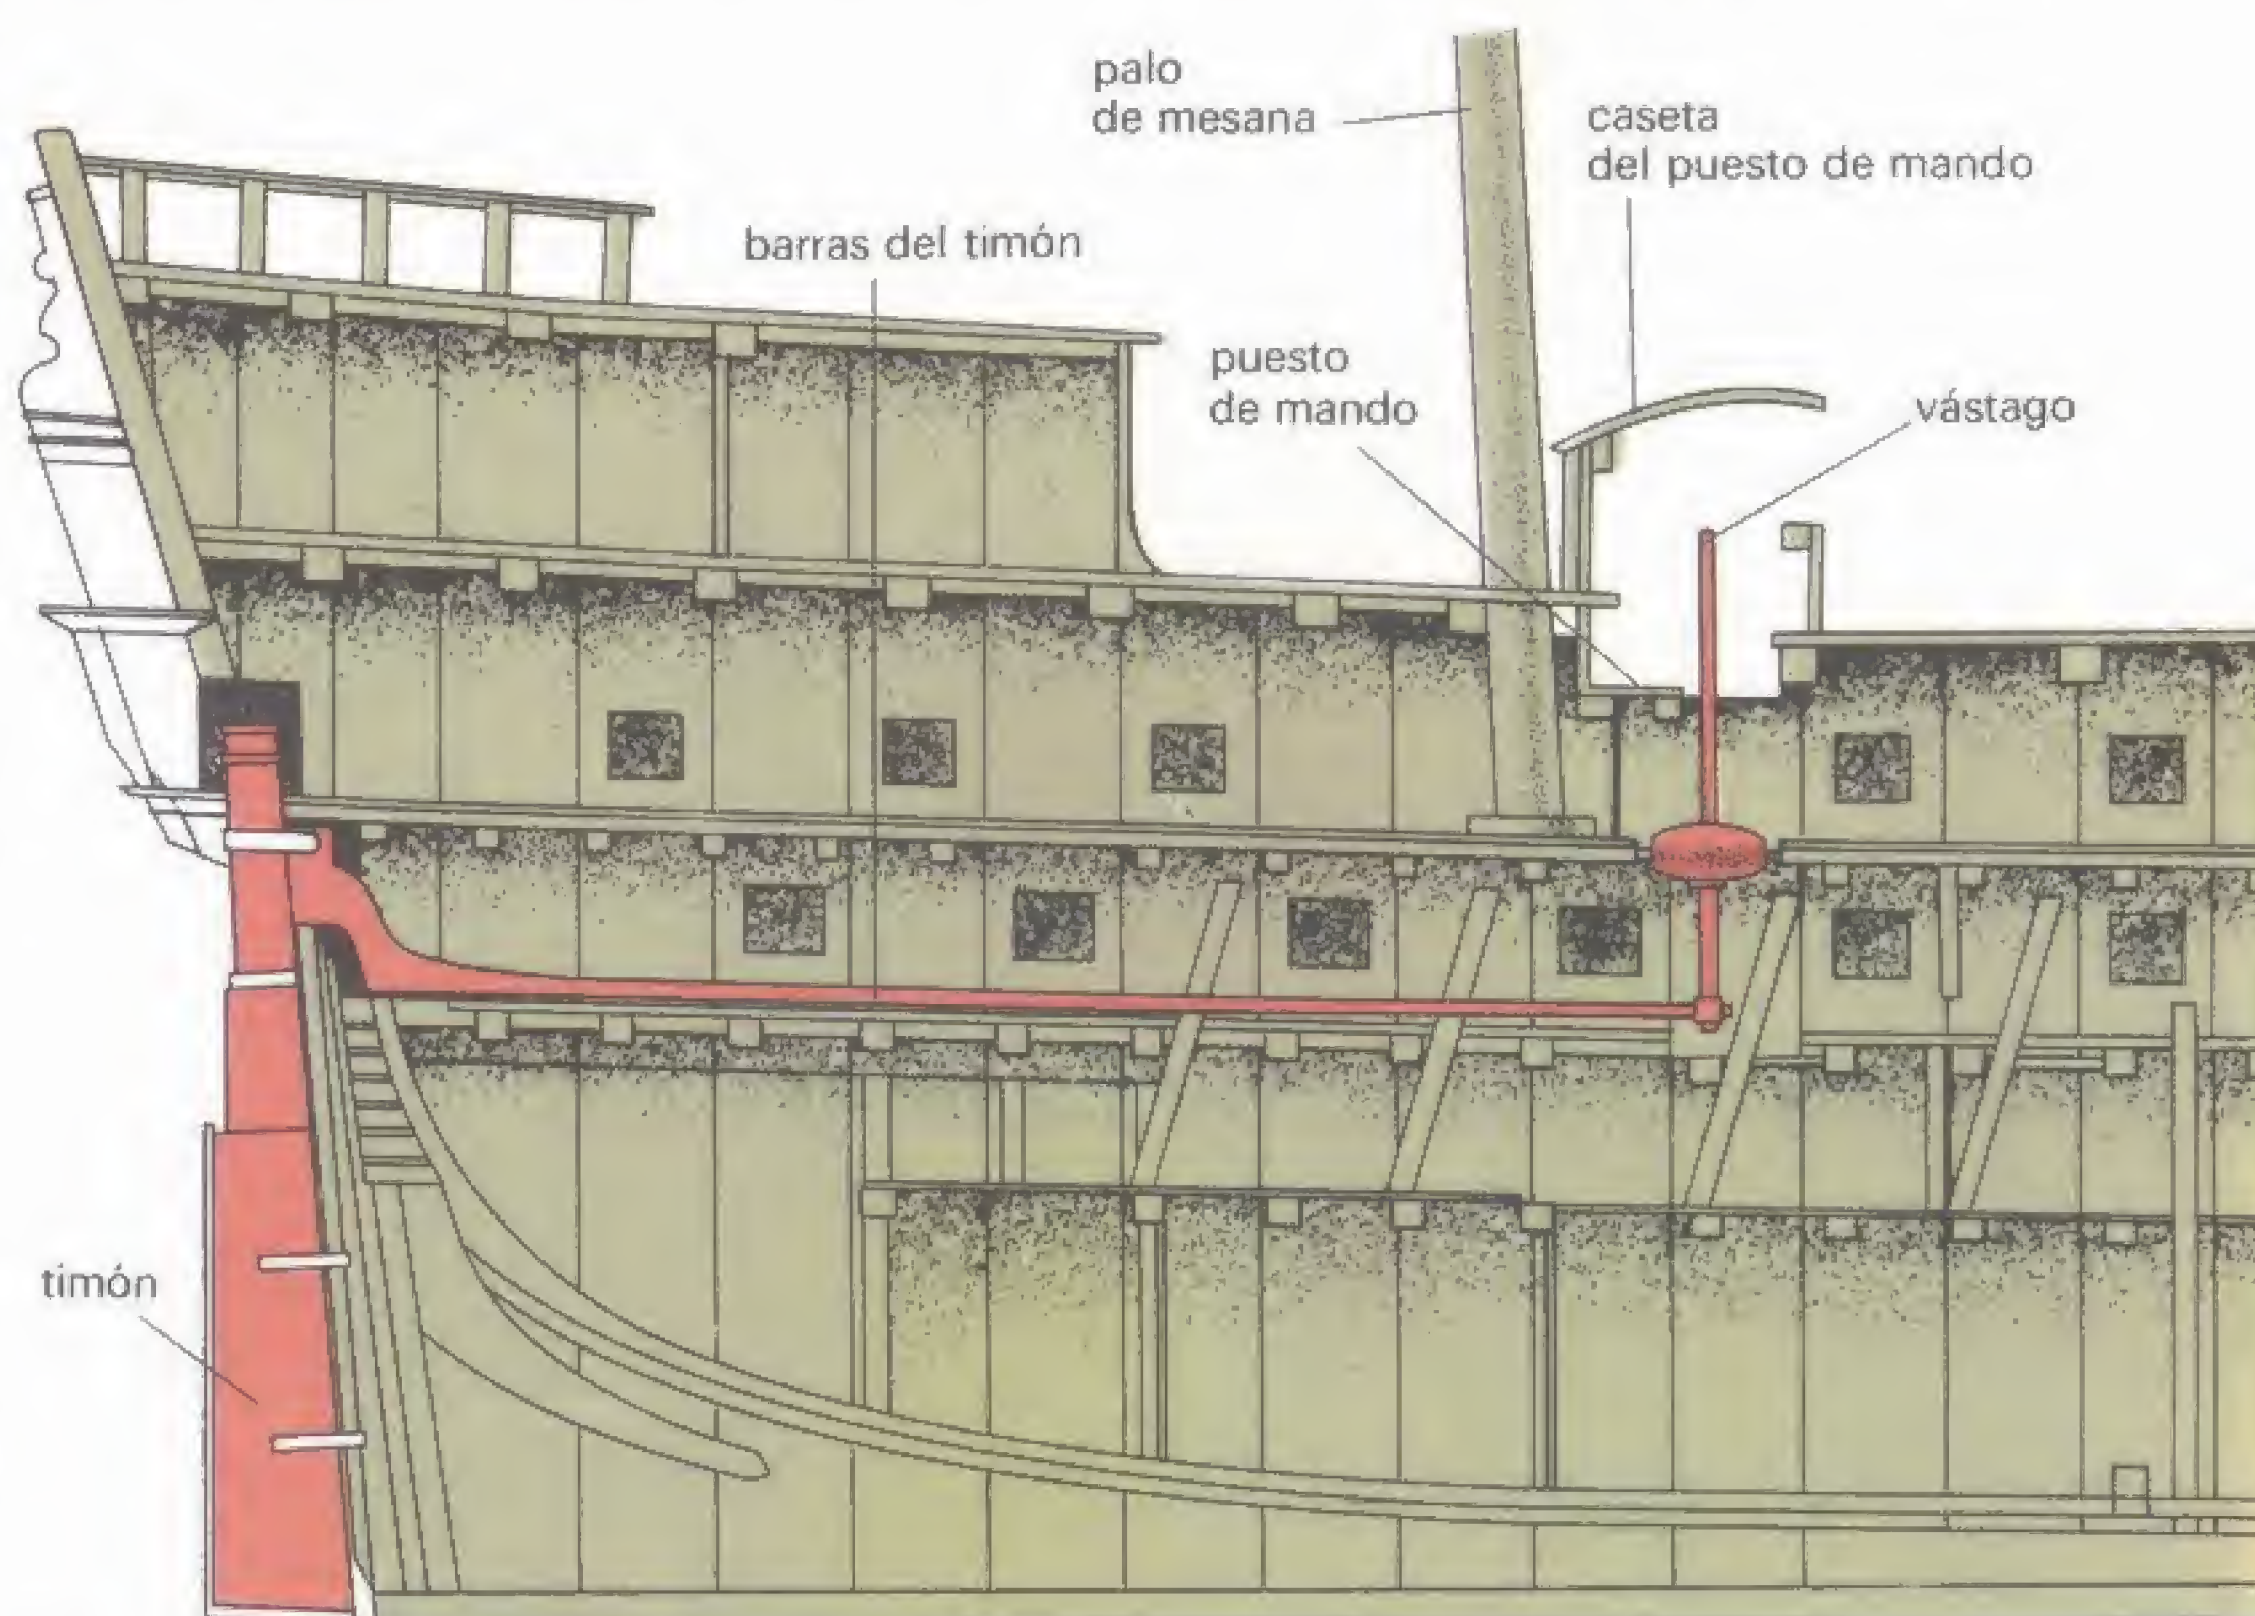 palo
de mesana
caseta
del puesto de mando
barras del timón
puesto
de mando
vástago
timón